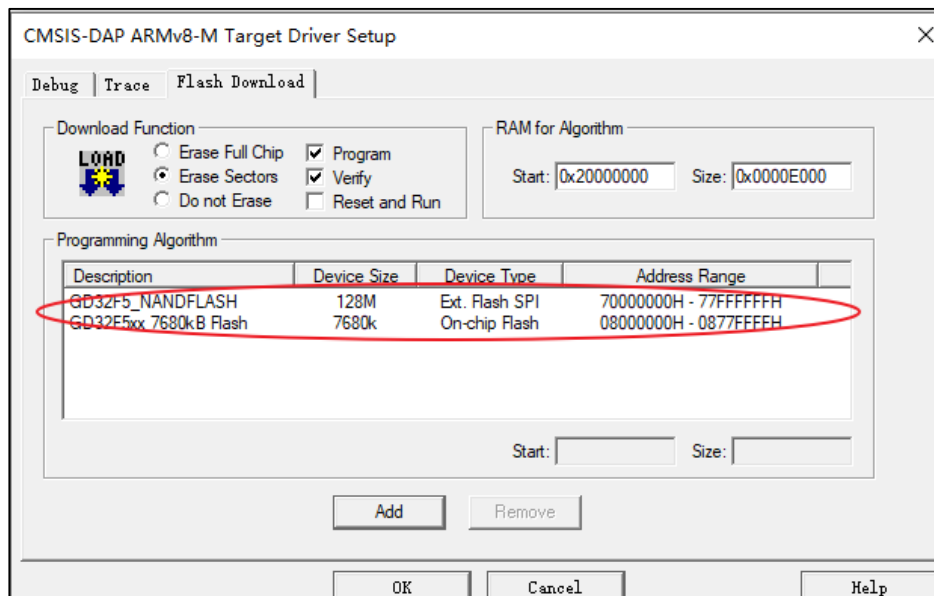 CMSIS-DAP ARMv8-M Target Driver Setup
Debug Trace Flash Download
Download Function
LOAD
Erase Full Chip
Erase Sectors
Do not Erase
Program
Verify
Reset and Run
RAM for Algorithm
Start: 0x20000000 Size: 0x0000E000
Programming Algorithm
Description Device Size Device Type Address Range
GD32F5_NANDFLASH 128M Ext. Flash SPI 70000000H - 77FFFFFFH
GD32F5xx 7680kB Flash 7680k On-chip Flash 08000000H - 0877FFFFH
Start: Size:
Add Remove
OK Cancel Help